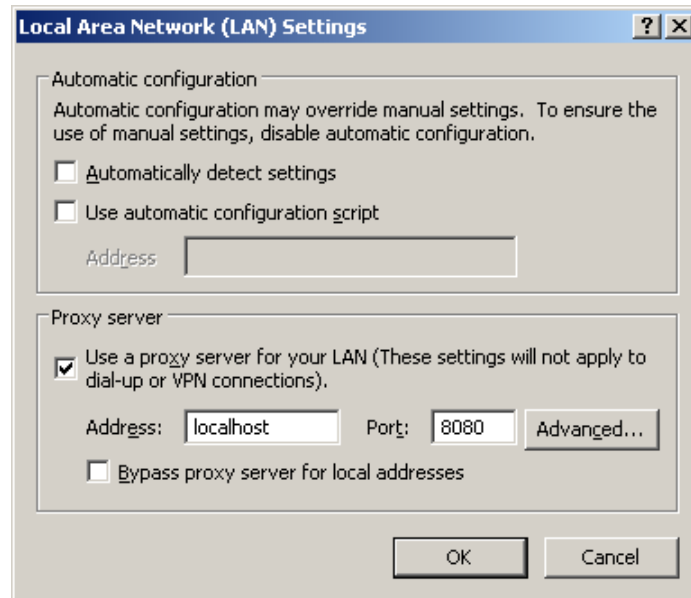 Local Area Network (LAN) Settings
Automatic configuration
Automatic configuration may override manual settings. To ensure the
use of manual settings, disable automatic configuration.
Automatically detect settings
Use automatic configuration script
Address
Proxy server
Use a proxy server for your LAN (These settings will not apply to
dial-up or VPN connections).
Address: localhost Port: 8080 Advanced...
Bypass proxy server for local addresses
OK Cancel